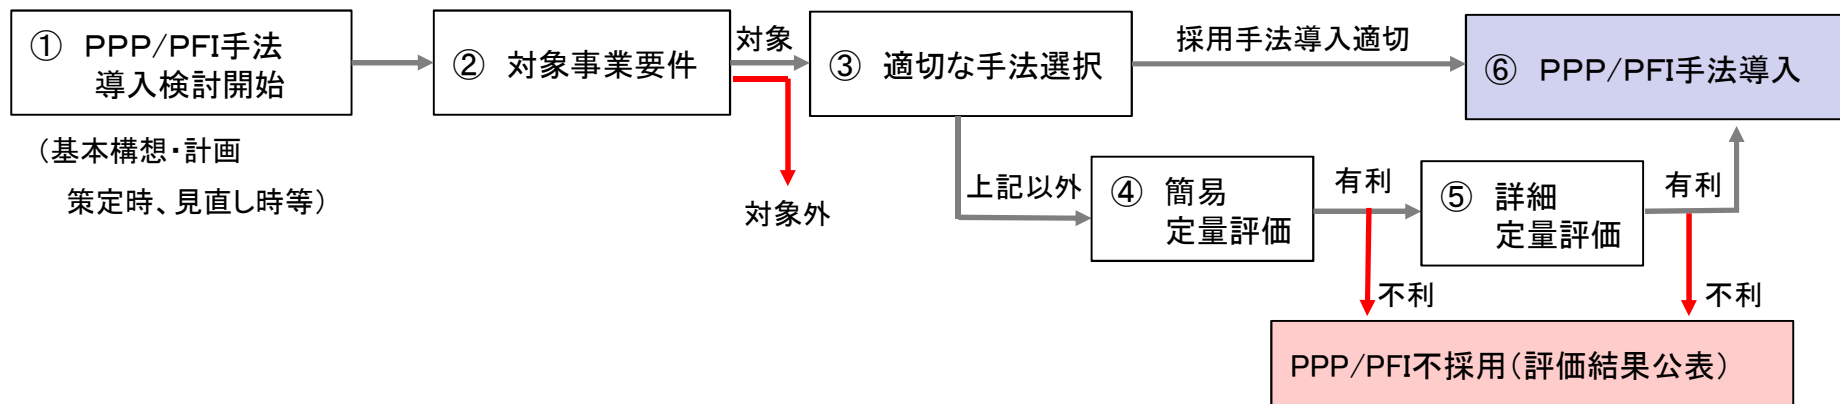 ① PPP/PFI手法
導入検討開始
(基本構想・計画
策定時、見直し時等)
② 対象事業要件
対象
対象外
③ 適切な手法選択
採用手法導入適切
上記以外
④ 簡易
定量評価
有利
不利
⑤ 詳細
定量評価
有利
不利
⑥ PPP/PFI手法導入
PPP/PFI不採用(評価結果公表)